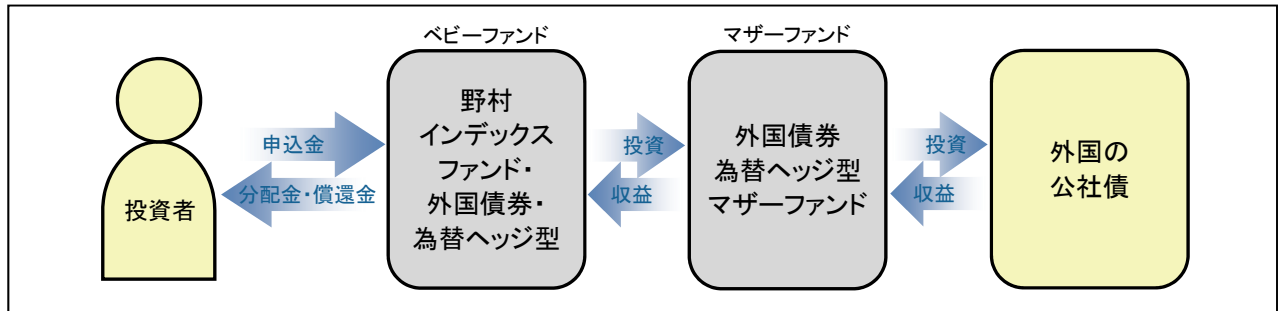 ベビーファンド
マザーファンド
投資者
申込金
分配金・償還金
野村
インデックス
ファンド・
外国債券・
為替ヘッジ型
投資
収益
外国債券
為替ヘッジ型
マザーファンド
投資
収益
外国の
公社債